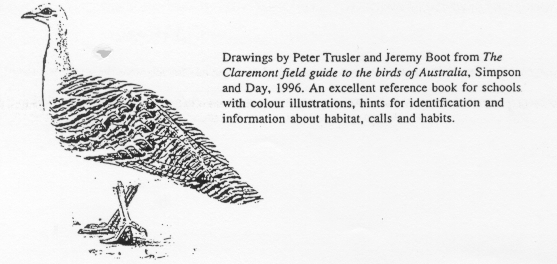 Drawings by Peter Trusler and Jeremy Boot from The
Claremont field guide to the birds of Australia, Simpson
and Day, 1996. An excellent reference book for schools
with colour illustrations, hints for identification and
information about habitat, calls and habits.